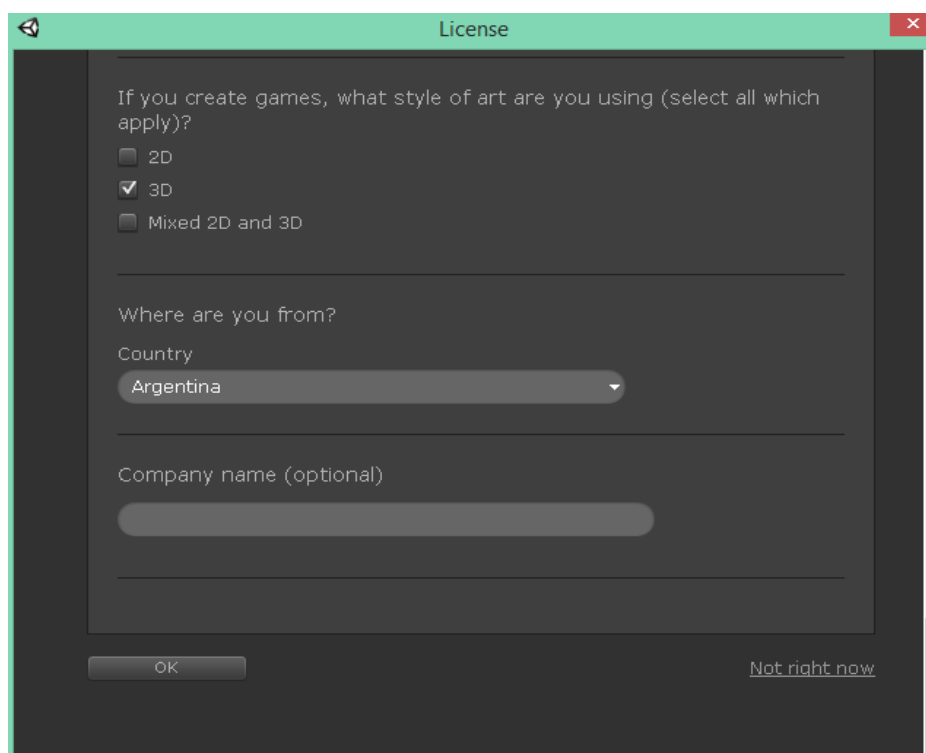 License
If you create games, what style of art are you using (select all which
apply)?
2D
3D
Mixed 2D and 3D
Where are you from?
Country
Argentina
Company name (optional)
OK
Not right now